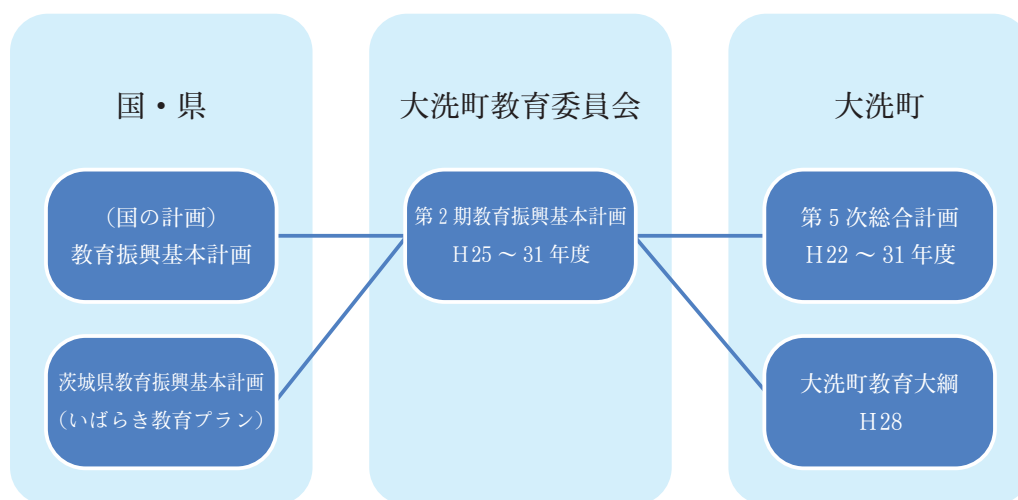 国・県
（国の計画）
教育振興基本計画
茨城県教育振興基本計画
（いばらき教育プラン）
大洗町教育委員会
第２期教育振興基本計画
H25～31年度
大洗町
第５次総合計画
H22～31年度
大洗町教育大綱
H28